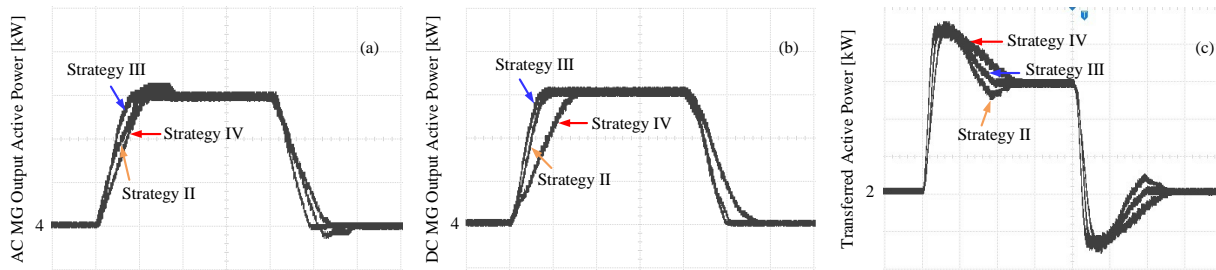 AC MG Output Active Power [kW]
(a)
Strategy III
Strategy IV
Strategy II
4
DC MG Output Active Power [kW]
(b)
Strategy III
Strategy IV
Strategy II
4
Transferred Active Power [kW]
(c)
Strategy IV
Strategy III
Strategy II
2